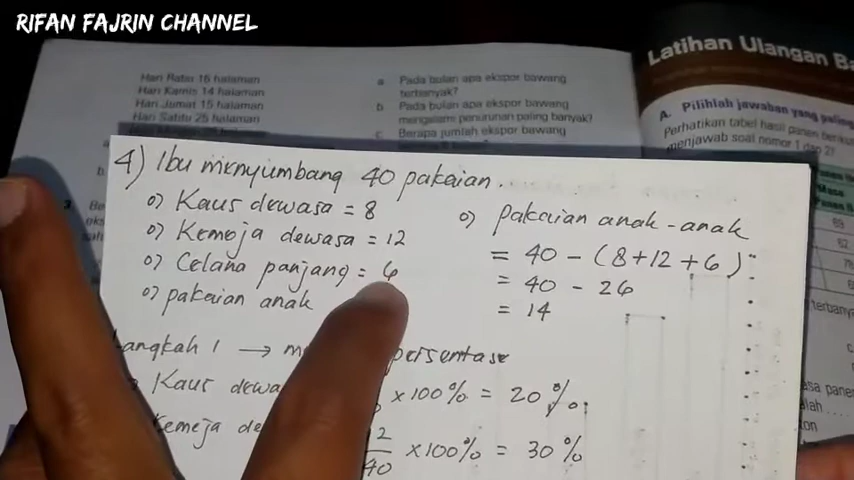 RIFAN FAJRIN CHANNEL
Hari Rabu 16 halaman
Hari Kamis 14 halaman
Hari Jumat 15 halaman
Hari Sabtu 25 halaman
a Pada bulan apa ekspor bawang
terbanyak?
b Pada bulan apa ekspor bawang
mengalami penurunan paling banyak?
c Berapa jumlah ekspor bawang
Latihan Ulangan
A. Pilihlah jawaban yang paling
Perhatikan tabel hasil panen
menjawab soal nomor 1 dan 2!
4) Ibu menyumbang 40 pakaian.
o) Kaus dewasa = 8
o) Kemeja dewasa = 12
o) Celana panjang = 6
o) pakaian anak
o) pakaian anak-anak
= 40 - (8+12+6)
= 40 - 26
= 14
Langkah 1 → persentase
Kaus × 100% = 20%
Kemeja 12/40 × 100% = 30%